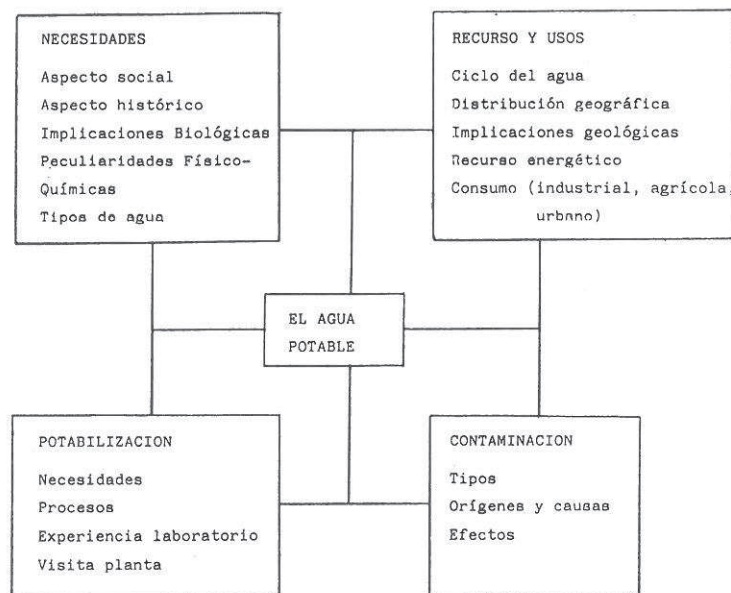 NECESIDADES
Aspecto social
Aspecto histórico
Implicaciones Biológicas
Peculiaridades Físico-
Químicas
Tipos de agua
RECURSO Y USOS
Ciclo del agua
Distribución geográfica
Implicaciones geológicas
Recurso energético
Consumo (industrial, agrícola,
urbano)
EL AGUA
POTABLE
POTABILIZACION
Necesidades
Procesos
Experiencia laboratorio
Visita planta
CONTAMINACION
Tipos
Orígenes y causas
Efectos